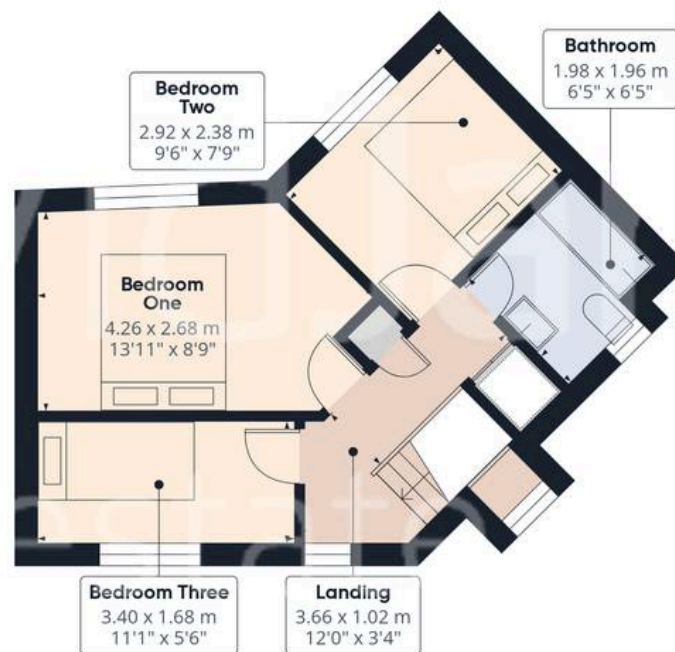 Bathroom
1.98 x 1.96 m
6'5" x 6'5"
Bedroom
Two
2.92 x 2.38 m
9'6" x 7'9"
Bedroom
One
4.26 x 2.68 m
13'11" x 8'9"
Bedroom Three
3.40 x 1.68 m
11'1" x 5'6"
Landing
3.66 x 1.02 m
12'0" x 3'4"
estate